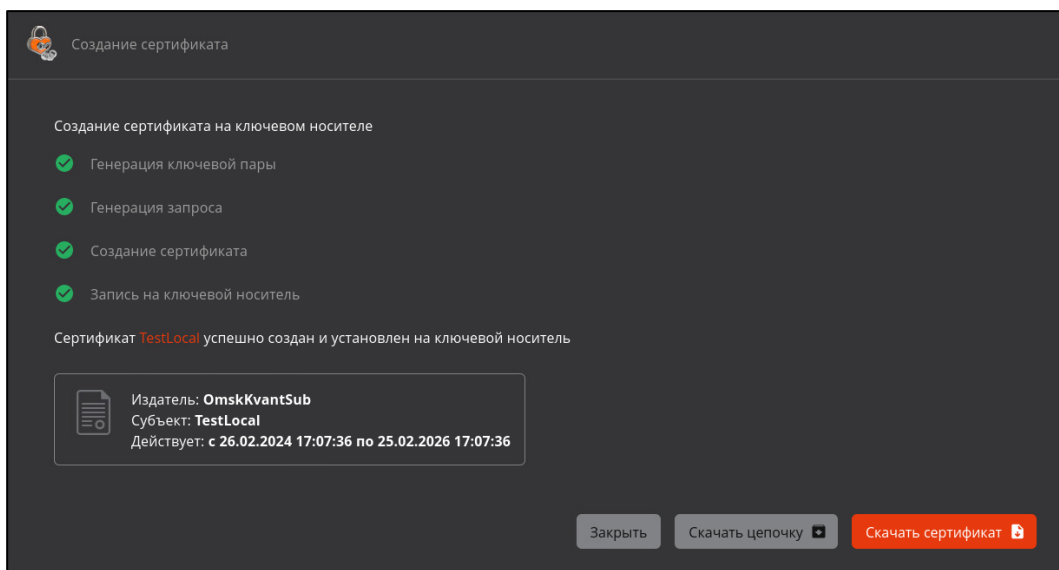 Создание сертификата
Создание сертификата на ключевом носителе
Генерация ключевой пары
Генерация запроса
Создание сертификата
Запись на ключевой носитель
Сертификат TestLocal успешно создан и установлен на ключевой носитель
Издатель: OmskKvantSub
Субъект: TestLocal
Действует: с 26.02.2024 17:07:36 по 25.02.2026 17:07:36
Закрыть Скачать цепочку Скачать сертификат